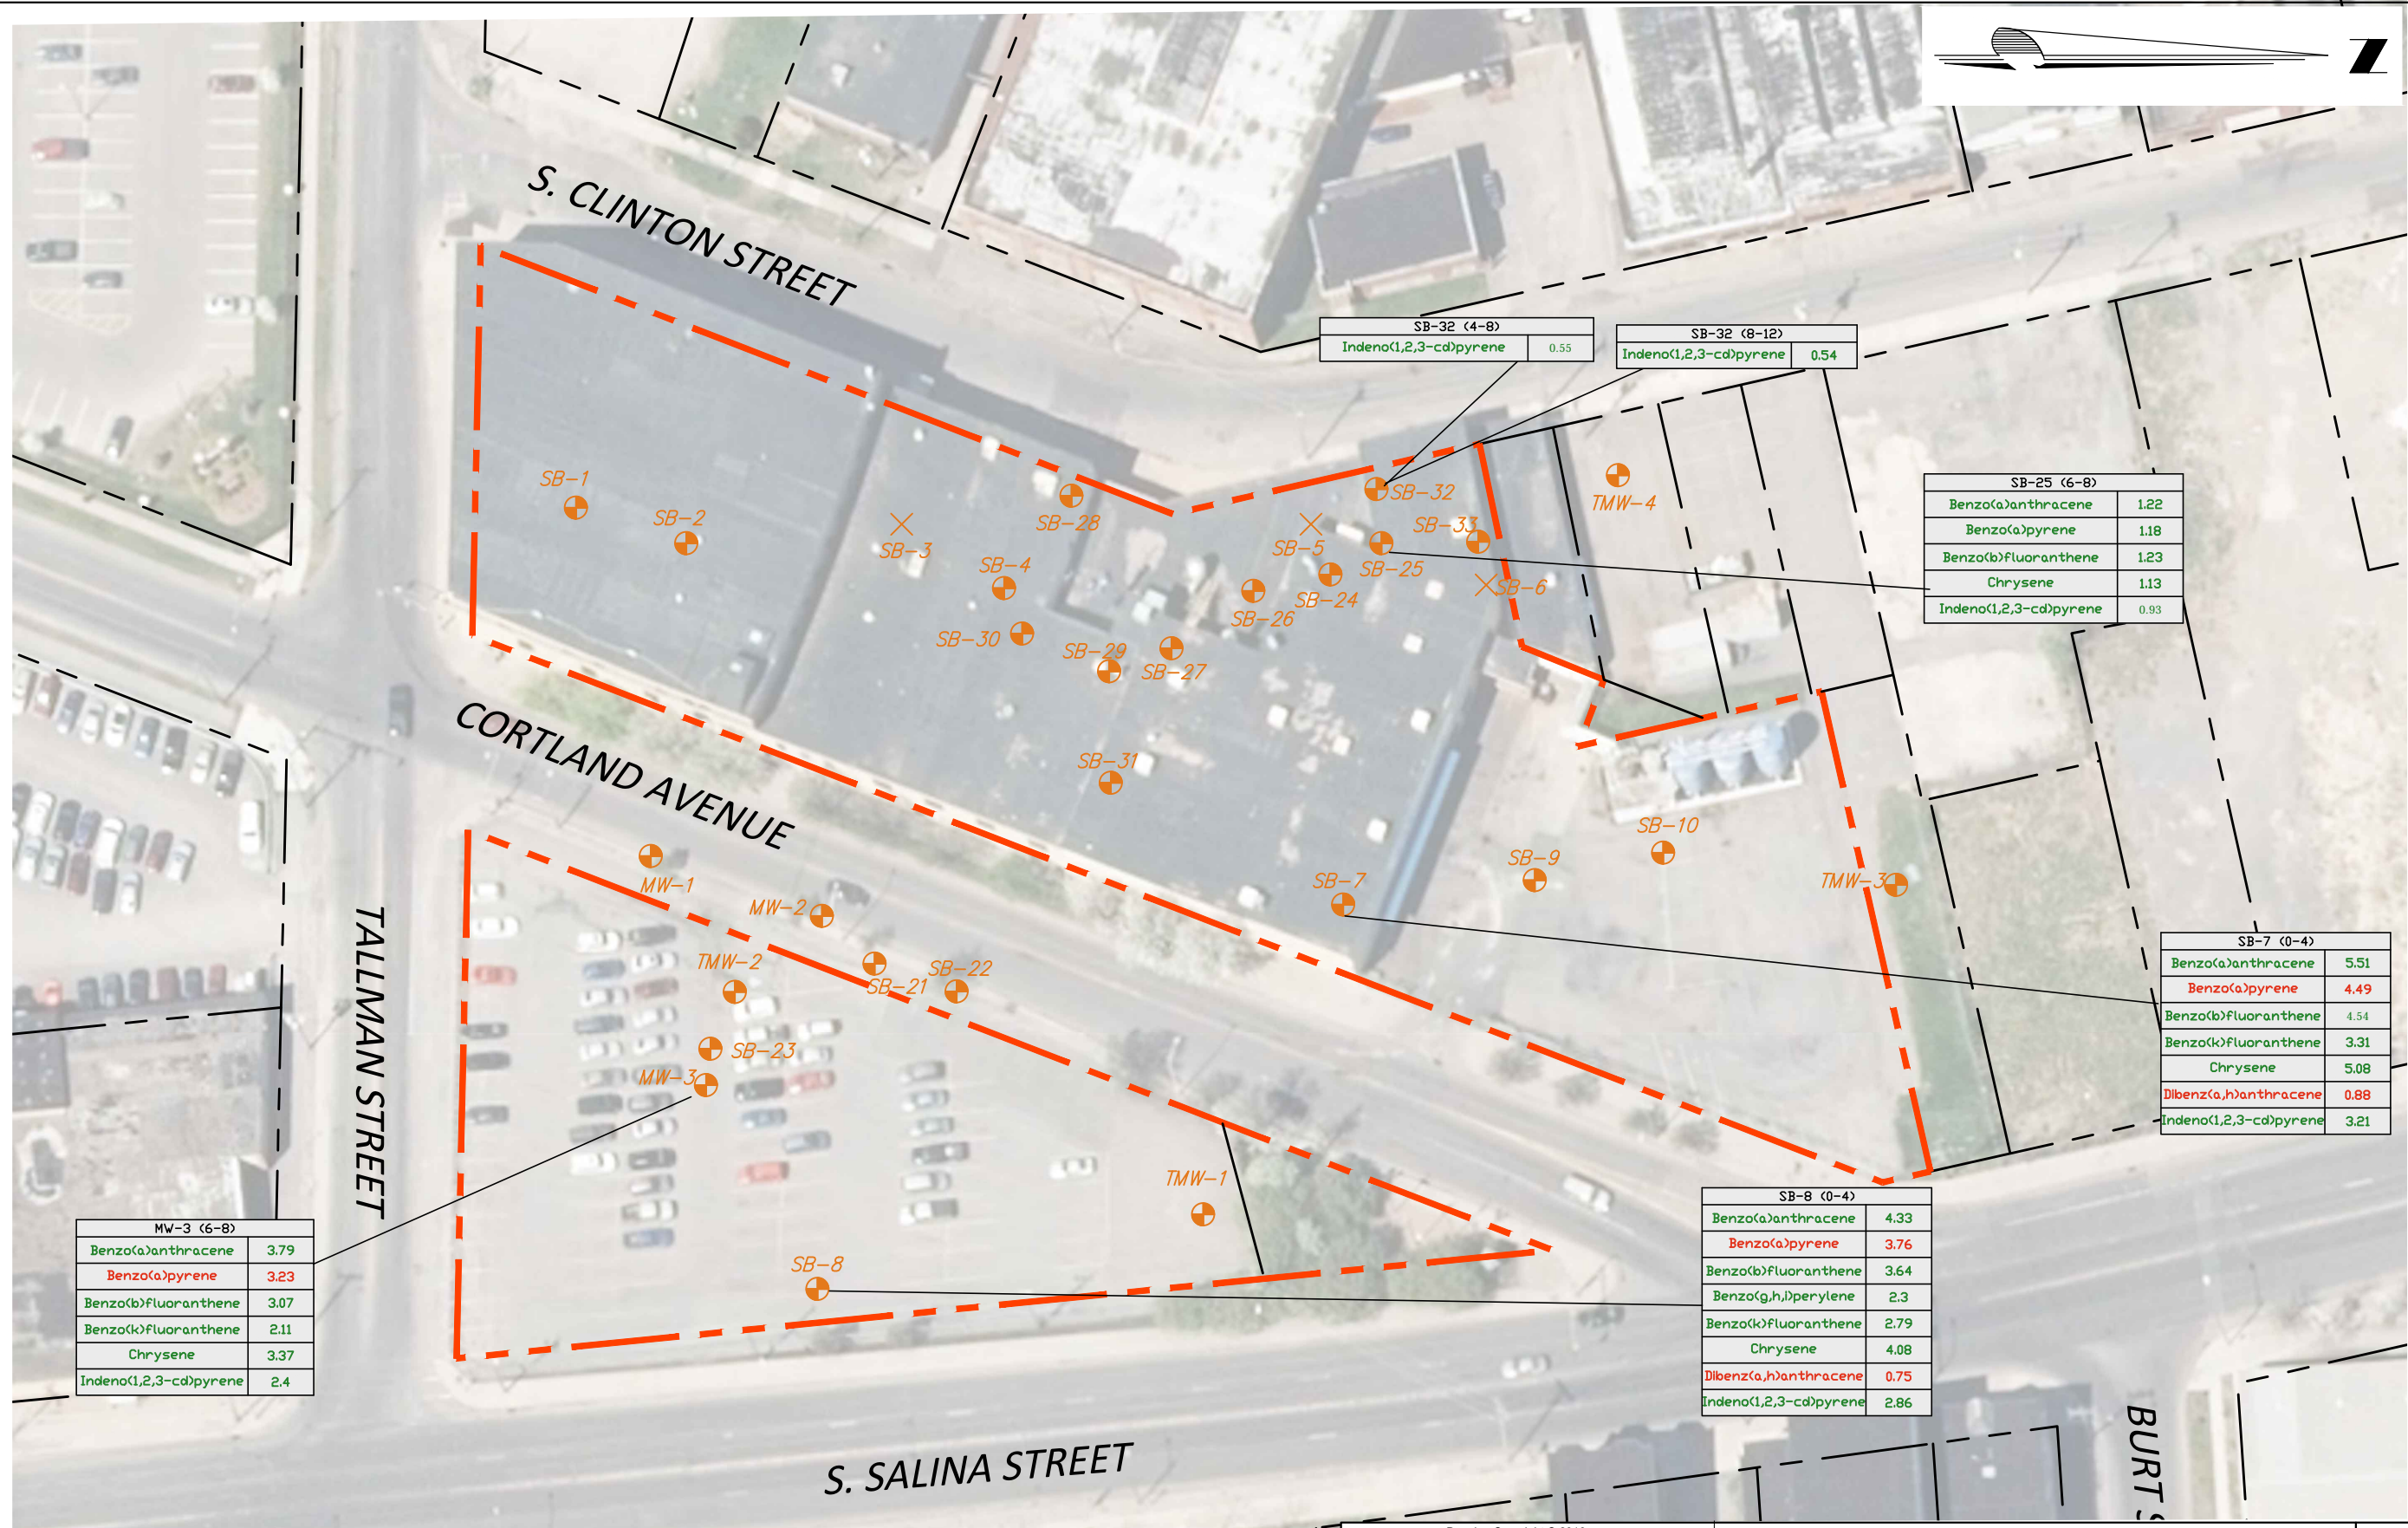 Z
S. CLINTON STREET
SB-32 (4-8)
Indeno(1,2,3-cd)pyrene 0.55
SB-32 (8-12)
Indeno(1,2,3-cd)pyrene 0.54
SB-25 (6-8)
Benzo(a)anthracene 1.22
Benzo(a)pyrene 1.18
Benzo(b)fluoranthene 1.23
Chrysene 1.13
Indeno(1,2,3-cd)pyrene 0.93
SB-1
SB-2
SB-3
SB-4
SB-28
SB-5
SB-32
SB-33
TMW-4
SB-25
SB-24
SB-6
SB-26
SB-30
SB-29
SB-27
SB-31
CORTLAND AVENUE
SB-10
SB-9
SB-7
TMW-3
MW-1
MW-2
TMW-2
SB-21
SB-22
SB-23
MW-3
TALLMAN STREET
SB-7 (0-4)
Benzo(a)anthracene 5.51
Benzo(a)pyrene 4.49
Benzo(b)fluoranthene 4.54
Benzo(k)fluoranthene 3.31
Chrysene 5.08
Dibenz(a,h)anthracene 0.88
Indeno(1,2,3-cd)pyrene 3.21
TMW-1
SB-8
MW-3 (6-8)
Benzo(a)anthracene 3.79
Benzo(a)pyrene 3.23
Benzo(b)fluoranthene 3.07
Benzo(k)fluoranthene 2.11
Chrysene 3.37
Indeno(1,2,3-cd)pyrene 2.4
SB-8 (0-4)
Benzo(a)anthracene 4.33
Benzo(a)pyrene 3.76
Benzo(b)fluoranthene 3.64
Benzo(g,h,i)perylene 2.3
Benzo(k)fluoranthene 2.79
Chrysene 4.08
Dibenz(a,h)anthracene 0.75
Indeno(1,2,3-cd)pyrene 2.86
S. SALINA STREET
BURT S